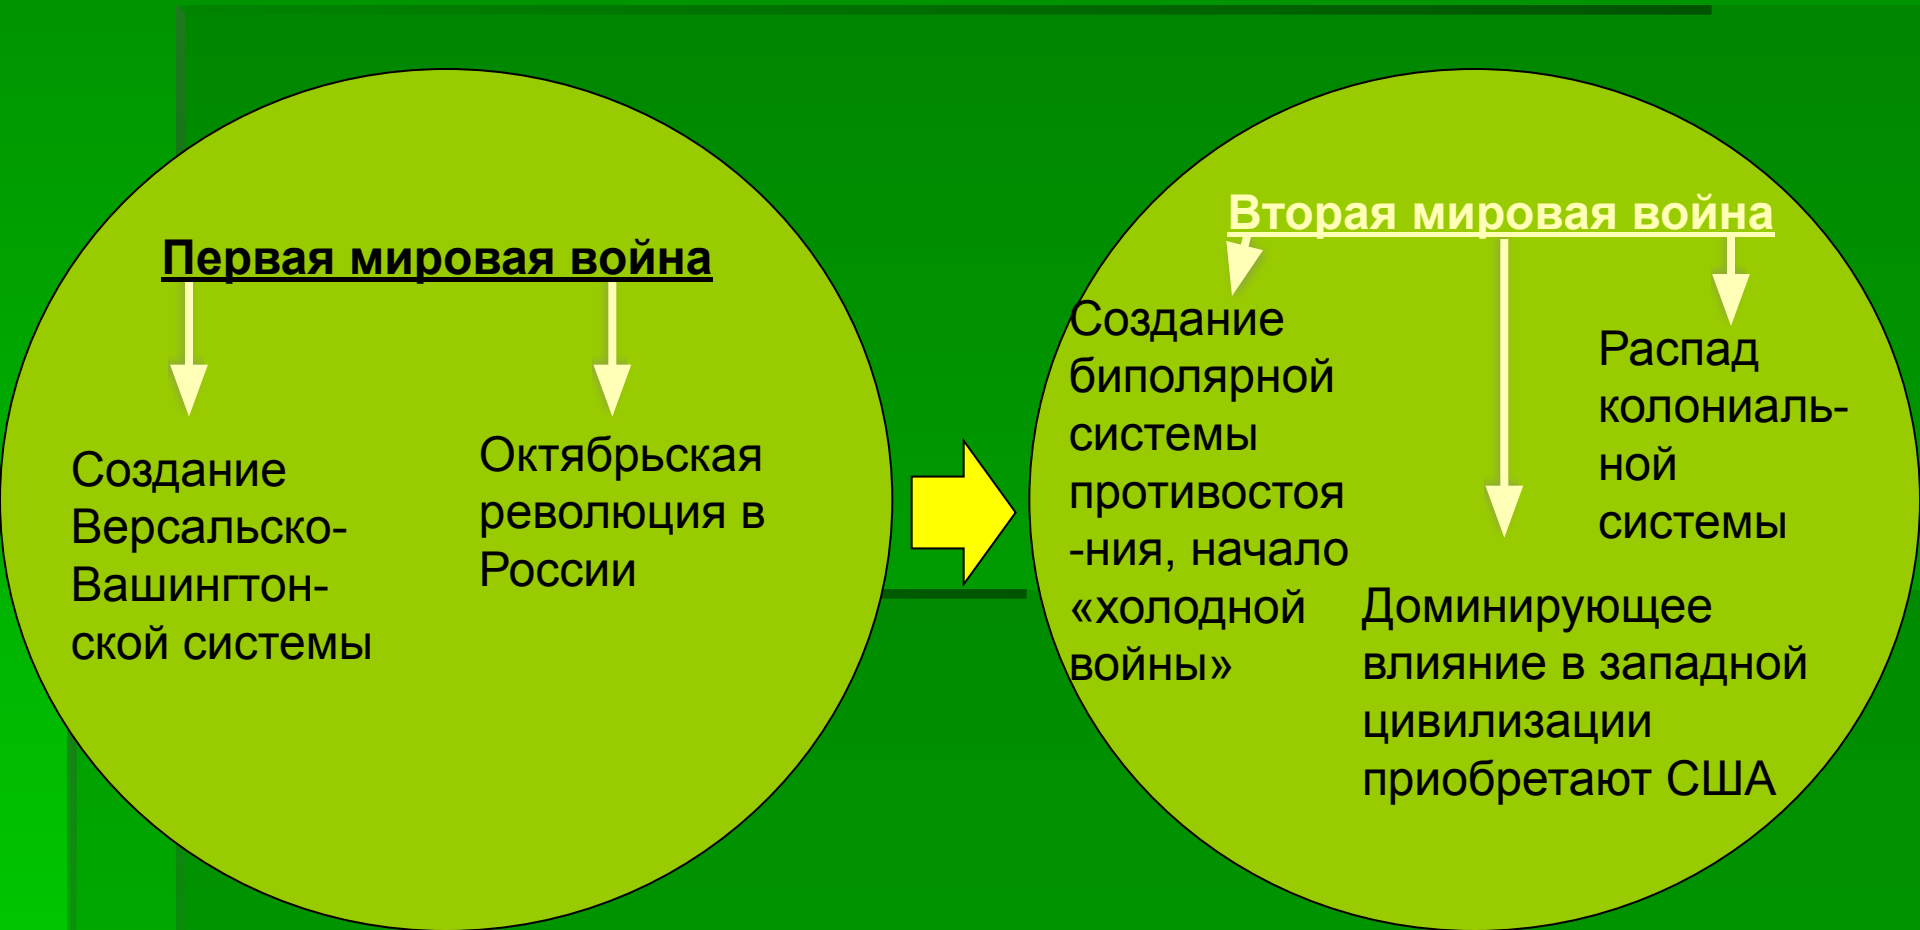 Первая мировая война
Создание
Версальско-
Вашингтон-
ской системы
Октябрьская
революция в
России
Вторая мировая война
Создание
биполярной
системы
противостоя
-ния, начало
«холодной
войны»
Доминирующее
влияние в западной
цивилизации
приобретают США
Распад
колониаль-
ной
системы